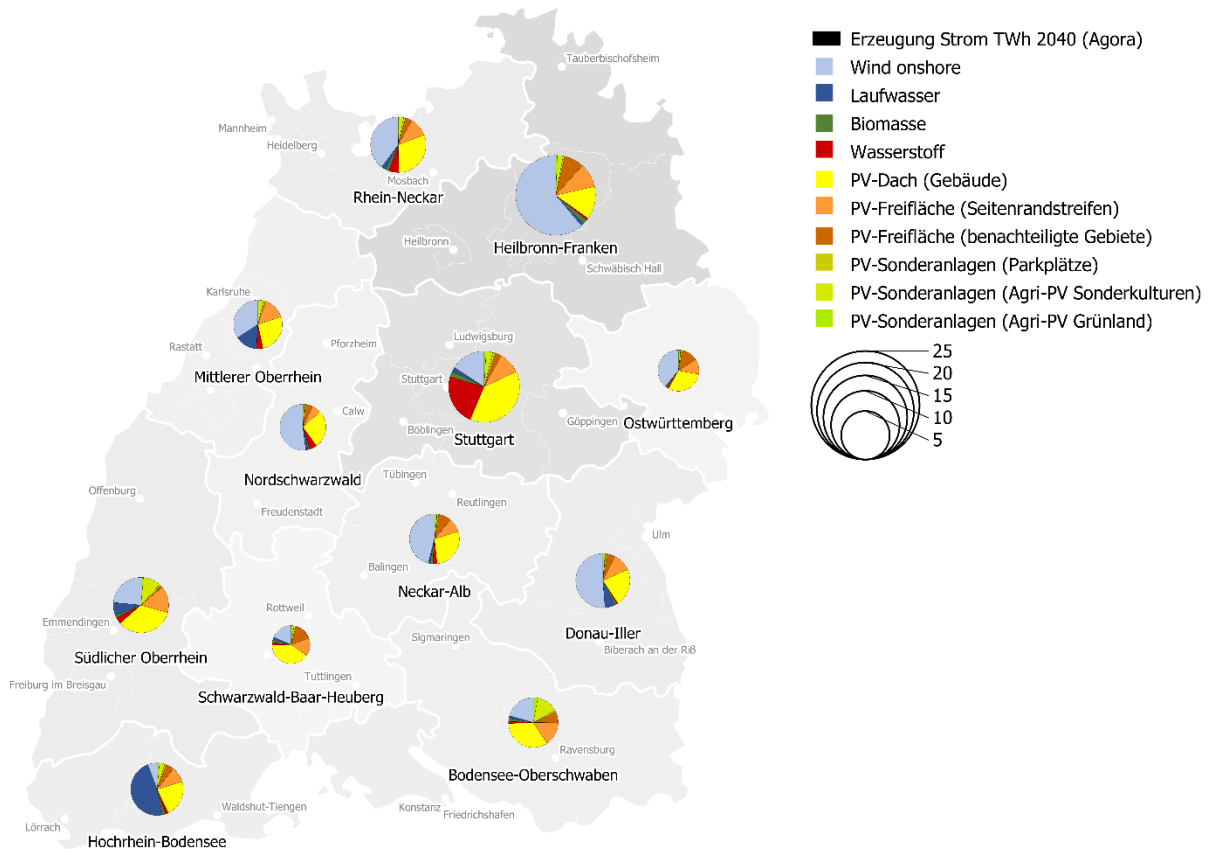 Tauberbischofsheim
Mannheim
Heidelberg
Mosbach
Rhein-Neckar
Heilbronn
Heilbronn-Franken
Schwäbisch Hall
Karlsruhe
Rastatt
Pforzheim
Ludwigsburg
Mittlerer Oberrhein
Stuttgart
Calw
Böblingen
Göppingen
Ostwürttemberg
Stuttgart
Nordschwarzwald
Tübingen
Offenburg
Freudenstadt
Reutlingen
Ulm
Balingen
Neckar-Alb
Rottweil
Emmendingen
Südlicher Oberrhein
Sigmaringen
Donau-Iller
Biberach an der Riß
Tuttlingen
Freiburg im Breisgau
Schwarzwald-Baar-Heuberg
Ravensburg
Bodensee-Oberschwaben
Waldshut-Tiengen
Konstanz
Friedrichshafen
Lörrach
Hochrhein-Bodensee
Erzeugung Strom TWh 2040 (Agora)
Wind onshore
Laufwasser
Biomasse
Wasserstoff
PV-Dach (Gebäude)
PV-Freifläche (Seitenrandstreifen)
PV-Freifläche (benachteiligte Gebiete)
PV-Sonderanlagen (Parkplätze)
PV-Sonderanlagen (Agri-PV Sonderkulturen)
PV-Sonderanlagen (Agri-PV Grünland)
25
20
15
10
5